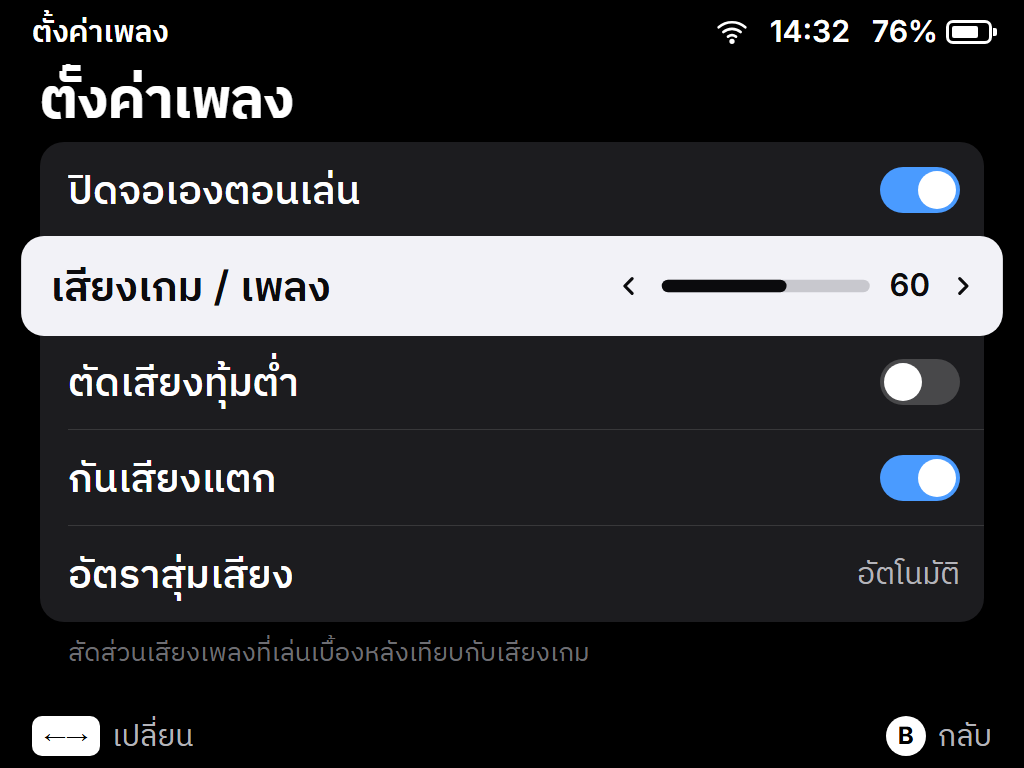 ตั้งค่าเพลง 14:32 76%
ตั้งค่าเพลง
ปิดจอเองตอนเล่น
เสียงเกม / เพลง 60
ตัดเสียงทุ้มต่ำ
กันเสียงแตก
อัตราสุ่มเสียง อัตโนมัติ
สัดส่วนเสียงเพลงที่เล่นเบื้องหลังเทียบกับเสียงเกม
←→ เปลี่ยน B กลับ